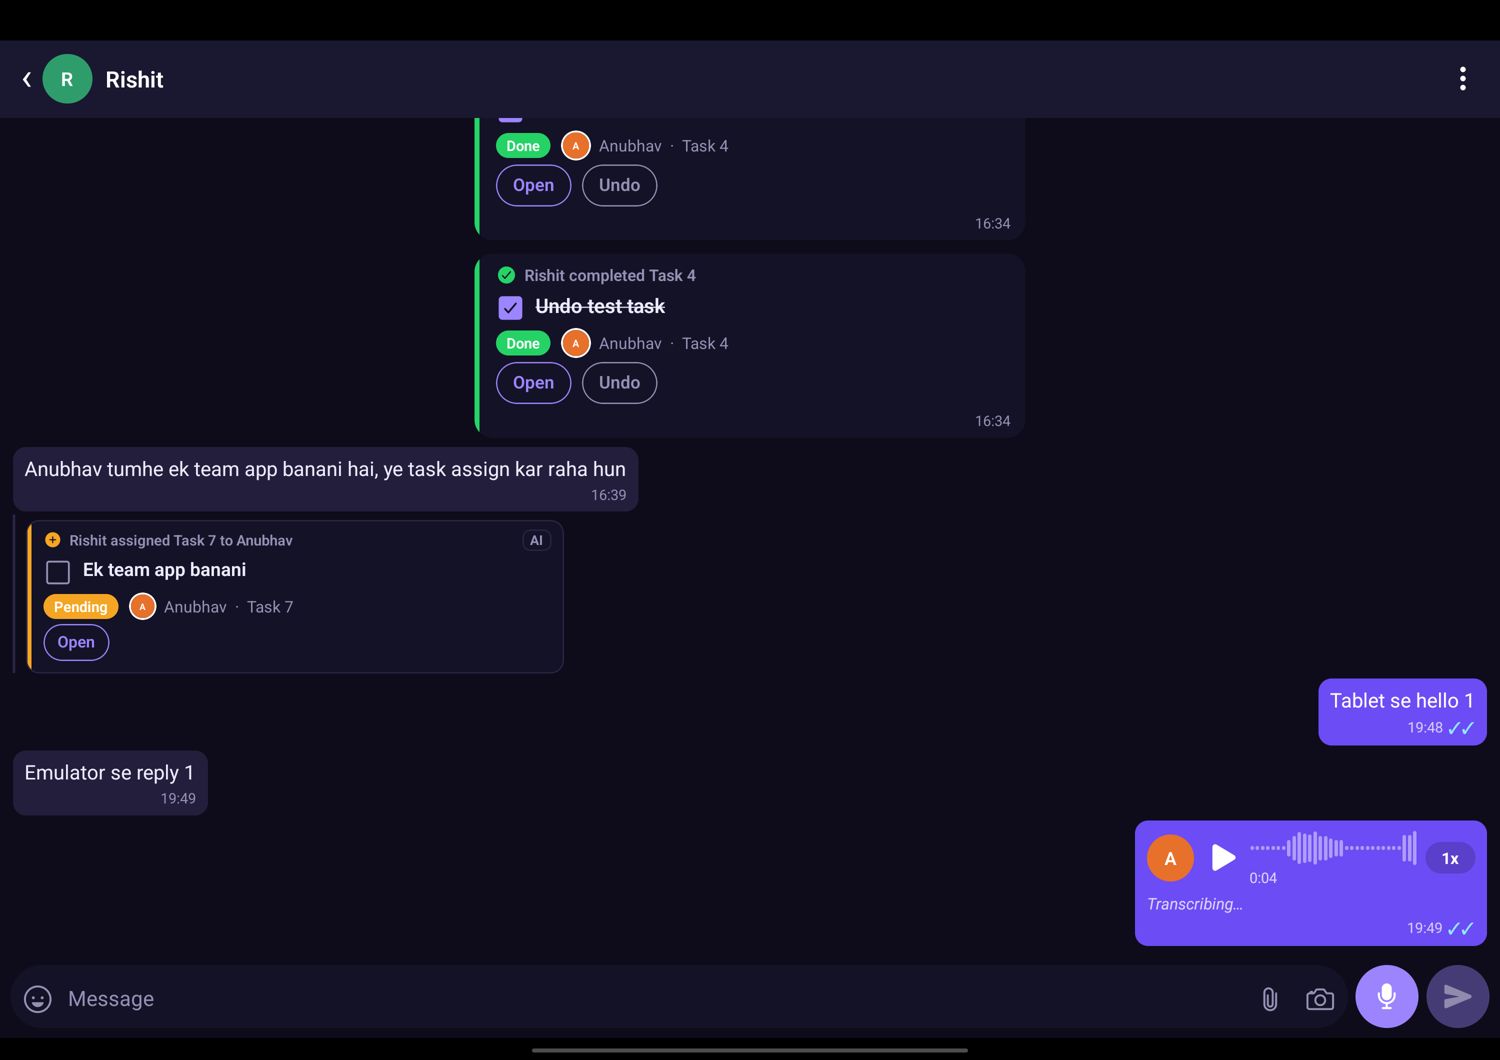 R
Rishit
Done A Anubhav · Task 4
Open Undo
16:34
Rishit completed Task 4
Undo test task
Done A Anubhav · Task 4
Open Undo
16:34
Anubhav tumhe ek team app banani hai, ye task assign kar raha hun
16:39
Rishit assigned Task 7 to Anubhav AI
Ek team app banani
Pending A Anubhav · Task 7
Open
Tablet se hello 1
19:48
Emulator se reply 1
19:49
A 1x
0:04
Transcribing...
19:49
Message